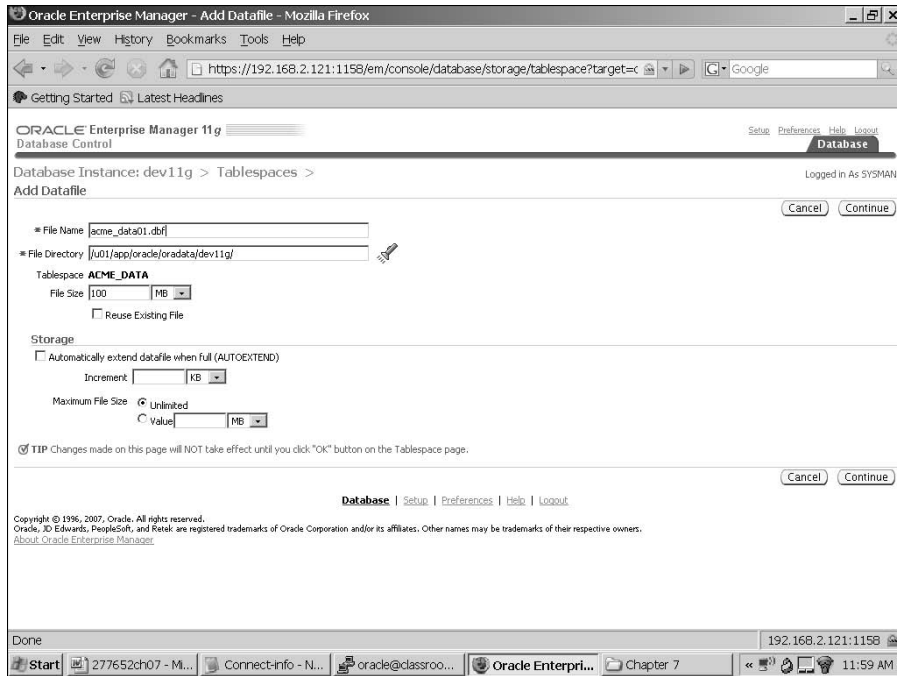 Oracle Enterprise Manager - Add Datafile - Mozilla Firefox
File Edit View History Bookmarks Tools Help
https://192.168.2.121:1158/em/console/database/storage/tablespace?target=c
G Google
Getting Started Latest Headlines
ORACLE Enterprise Manager 11g
Database Control
Setup Preferences Help Logout
Database
Database Instance: dev11g > Tablespaces >
Logged in As SYSMAN
Add Datafile
Cancel Continue
* File Name acme_data01.dbf
* File Directory /u01/app/oracle/oradata/dev11g/
Tablespace ACME_DATA
File Size 100 MB
Reuse Existing File
Storage
Automatically extend datafile when full (AUTOEXTEND)
Increment KB
Maximum File Size Unlimited
Value MB
TIP Changes made on this page will NOT take effect until you click "OK" button on the Tablespace page.
Cancel Continue
Database | Setup | Preferences | Help | Logout
Copyright © 1996, 2007, Oracle. All rights reserved.
Oracle, JD Edwards, PeopleSoft, and Retek are registered trademarks of Oracle Corporation and/or its affiliates. Other names may be trademarks of their respective owners.
About Oracle Enterprise Manager
Done
192.168.2.121:1158
Start 277652ch07 - M... Connect-info - N... oracle@classroo... Oracle Enterpri... Chapter 7 « 11:59 AM